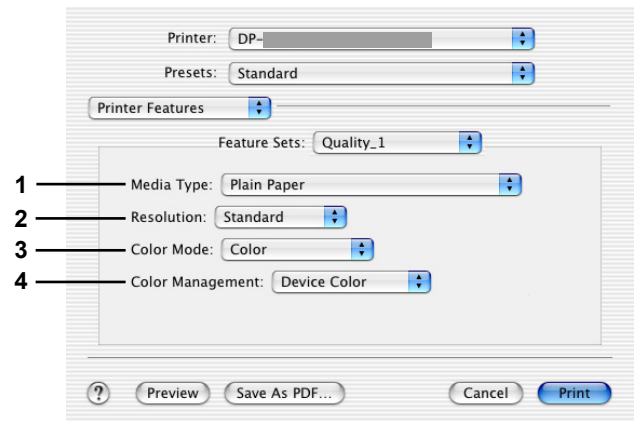 Printer: DP-
Presets: Standard
Printer Features
Feature Sets: Quality_1
1 Media Type: Plain Paper
2 Resolution: Standard
3 Color Mode: Color
4 Color Management: Device Color
? Preview Save As PDF... Cancel Print